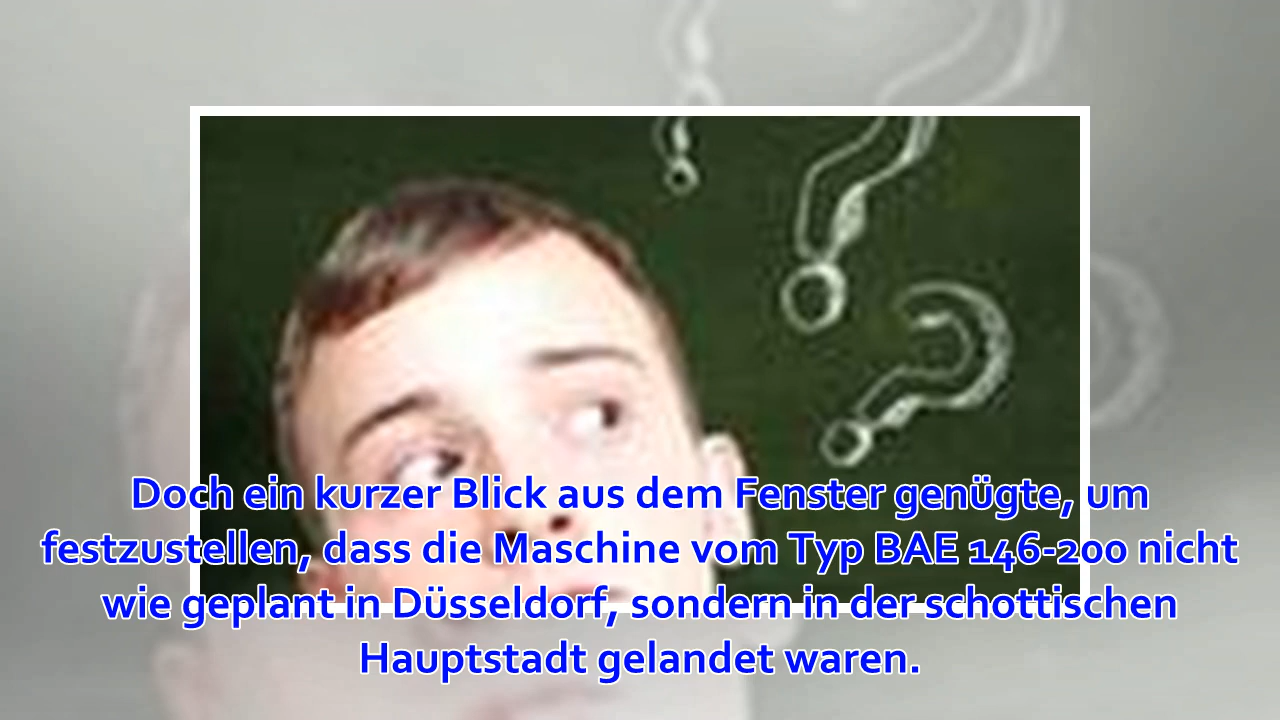 Doch ein kurzer Blick aus dem Fenster genügte, um
festzustellen, dass die Maschine vom Typ BAE 146-200 nicht
wie geplant in Düsseldorf, sondern in der schottischen
Hauptstadt gelandet waren.